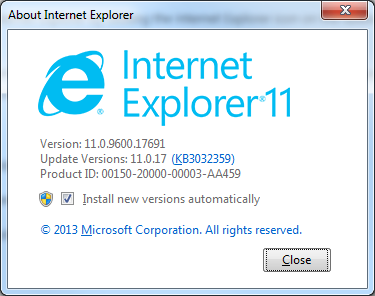 About Internet Explorer
Internet
Explorer®11
Version: 11.0.9600.17691
Update Versions: 11.0.17 (KB3032359)
Product ID: 00150-20000-00003-AA459
Install new versions automatically
© 2013 Microsoft Corporation. All rights reserved.
Close